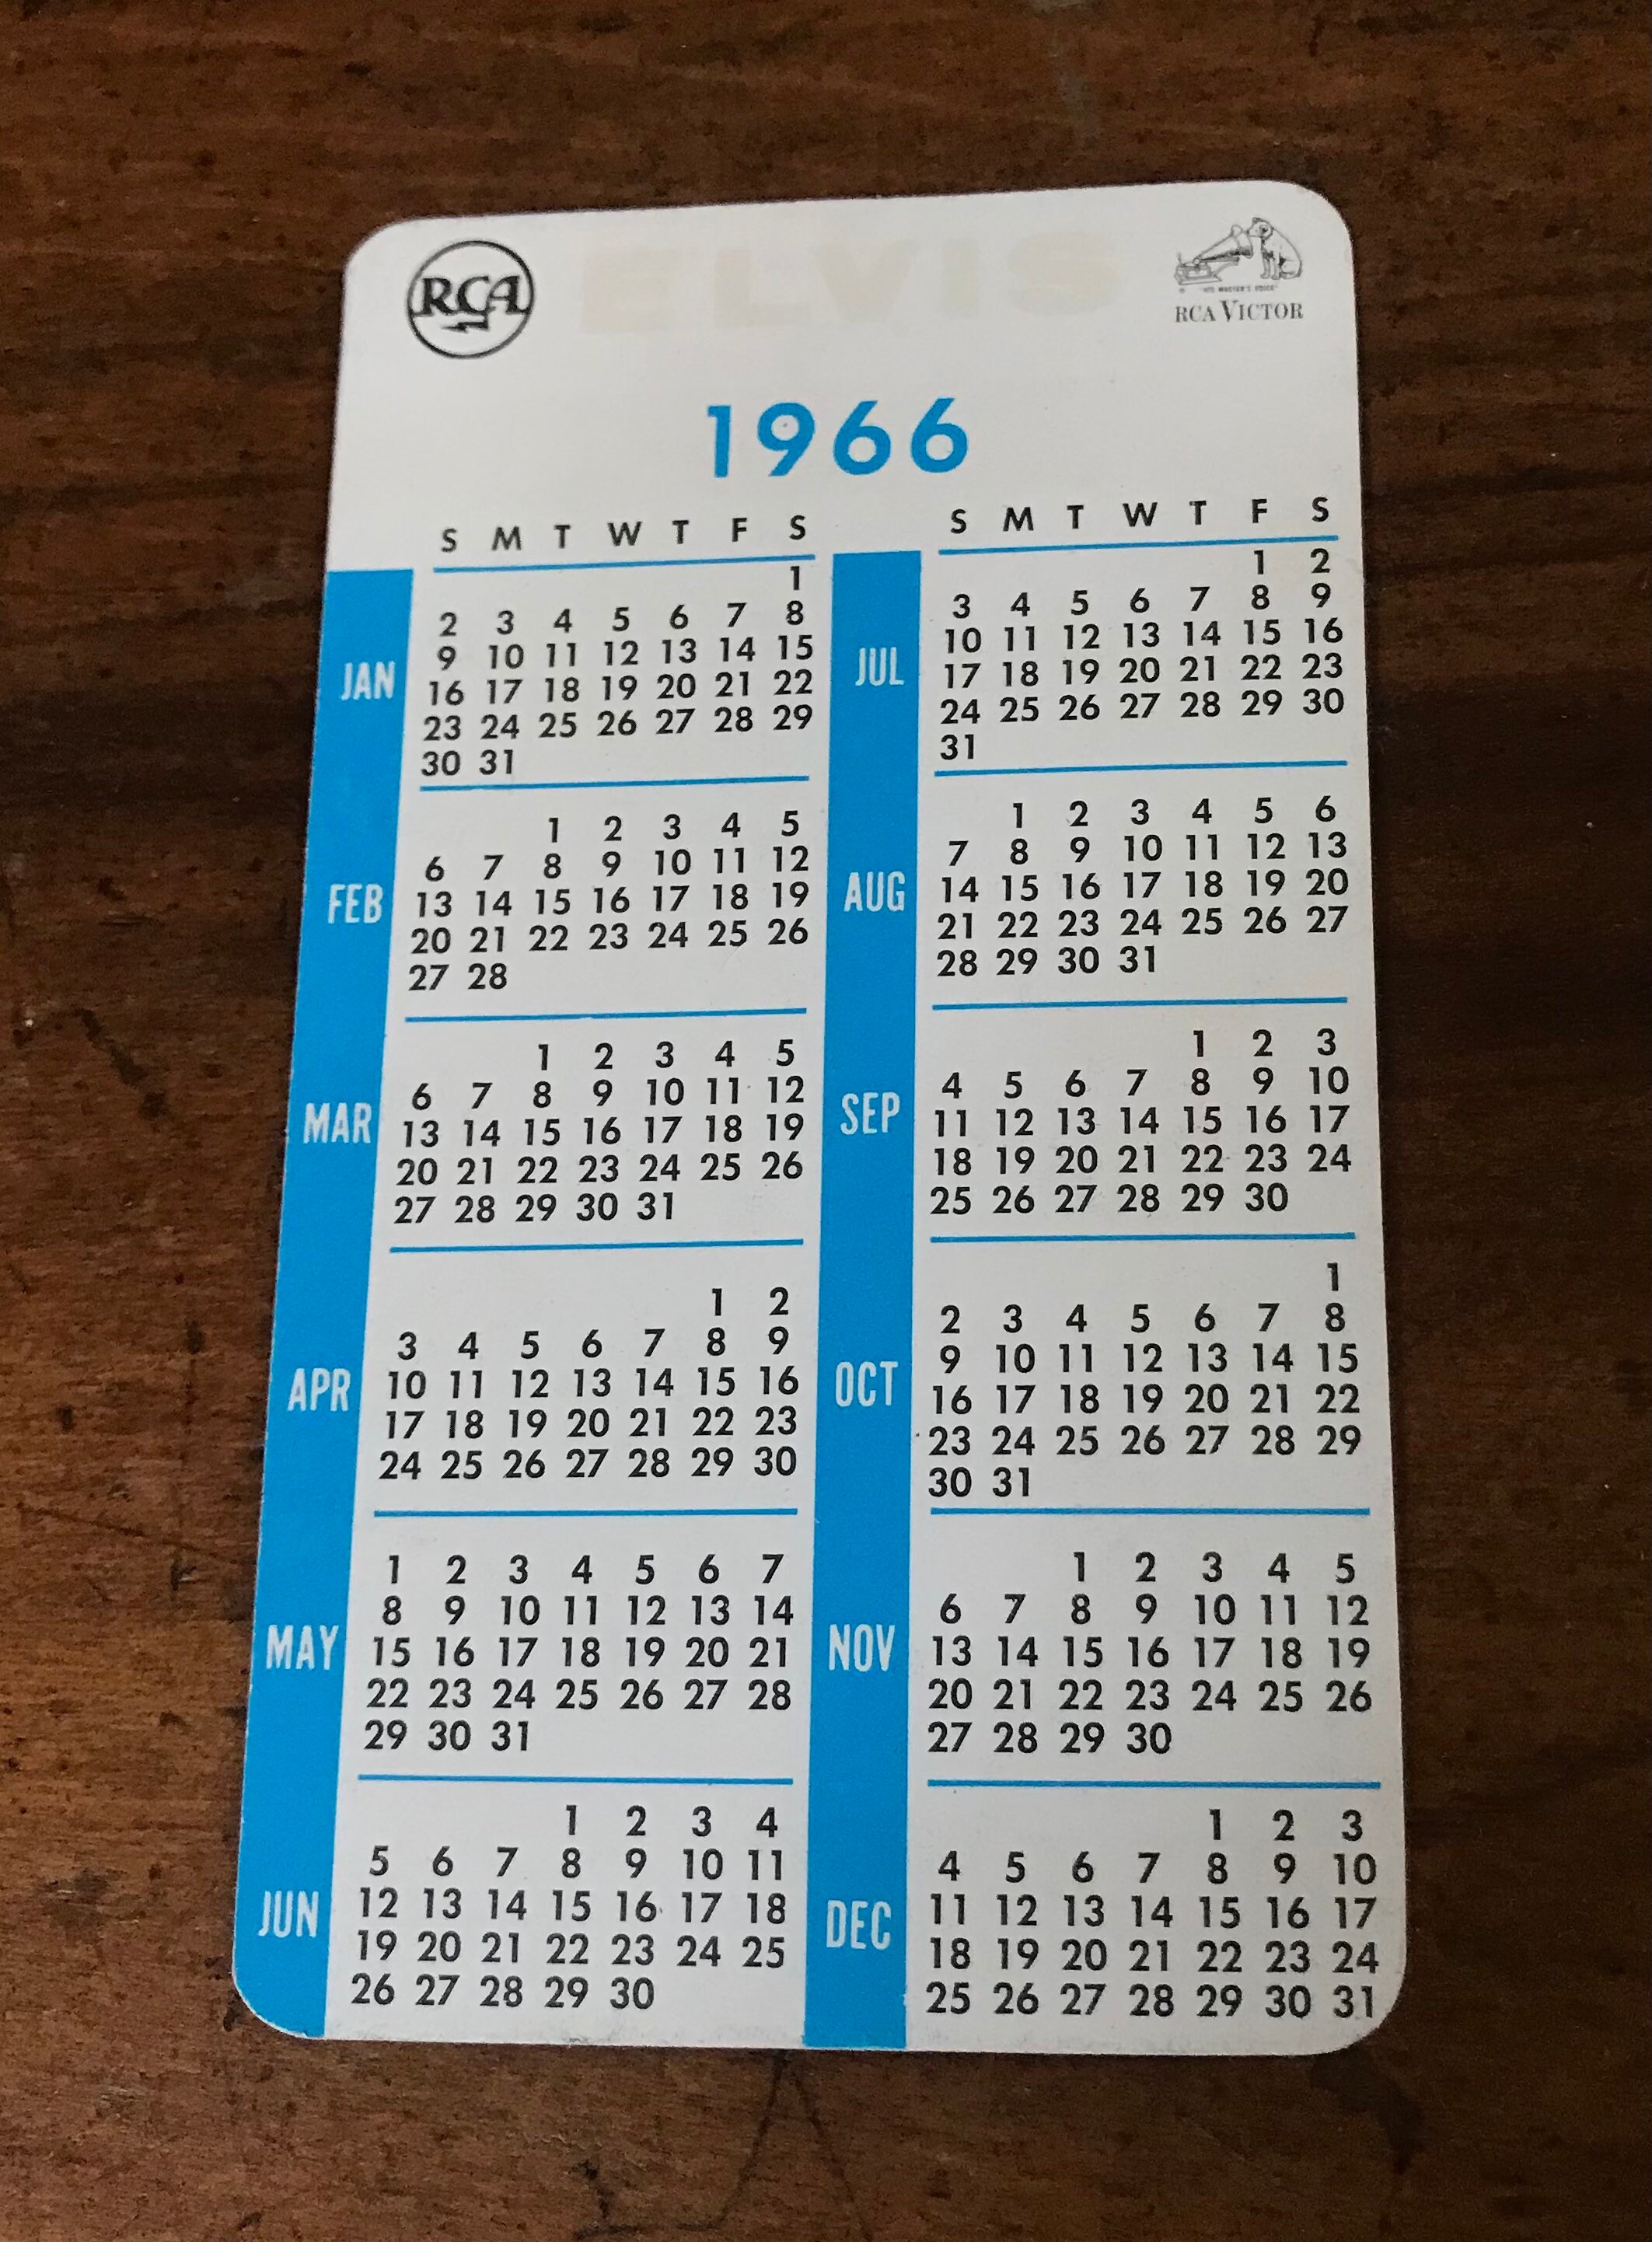 RCA
ELVIS
"HIS MASTER'S VOICE"
RCA VICTOR
1966
S M T W T F S
JAN
1
2 3 4 5 6 7 8
9 10 11 12 13 14 15
16 17 18 19 20 21 22
23 24 25 26 27 28 29
30 31
FEB
1 2 3 4 5
6 7 8 9 10 11 12
13 14 15 16 17 18 19
20 21 22 23 24 25 26
27 28
MAR
1 2 3 4 5
6 7 8 9 10 11 12
13 14 15 16 17 18 19
20 21 22 23 24 25 26
27 28 29 30 31
APR
1 2
3 4 5 6 7 8 9
10 11 12 13 14 15 16
17 18 19 20 21 22 23
24 25 26 27 28 29 30
MAY
1 2 3 4 5 6 7
8 9 10 11 12 13 14
15 16 17 18 19 20 21
22 23 24 25 26 27 28
29 30 31
JUN
1 2 3 4
5 6 7 8 9 10 11
12 13 14 15 16 17 18
19 20 21 22 23 24 25
26 27 28 29 30
S M T W T F S
JUL
1 2
3 4 5 6 7 8 9
10 11 12 13 14 15 16
17 18 19 20 21 22 23
24 25 26 27 28 29 30
31
AUG
1 2 3 4 5 6
7 8 9 10 11 12 13
14 15 16 17 18 19 20
21 22 23 24 25 26 27
28 29 30 31
SEP
1 2 3
4 5 6 7 8 9 10
11 12 13 14 15 16 17
18 19 20 21 22 23 24
25 26 27 28 29 30
OCT
1
2 3 4 5 6 7 8
9 10 11 12 13 14 15
16 17 18 19 20 21 22
23 24 25 26 27 28 29
30 31
NOV
1 2 3 4 5
6 7 8 9 10 11 12
13 14 15 16 17 18 19
20 21 22 23 24 25 26
27 28 29 30
DEC
1 2 3
4 5 6 7 8 9 10
11 12 13 14 15 16 17
18 19 20 21 22 23 24
25 26 27 28 29 30 31